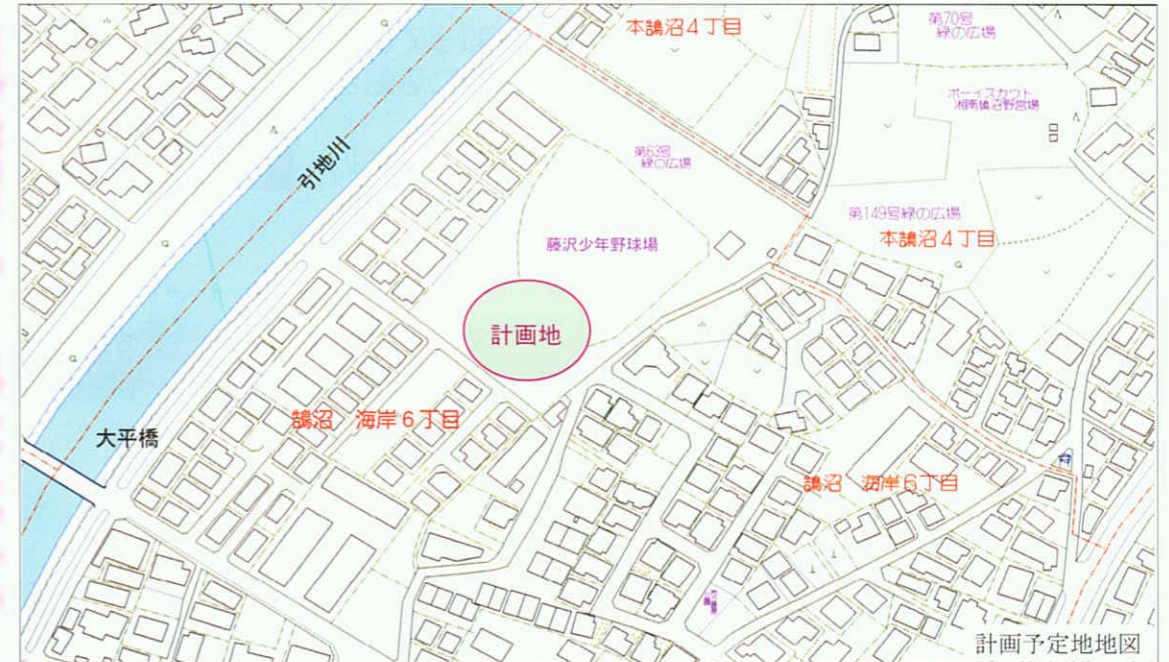 本鵠沼4丁目
第70号
緑の広場
ボーイスカウト
湘南鵠沼野営場
引地川
第63号
緑の広場
第149号緑の広場
本鵠沼4丁目
藤沢少年野球場
計画地
鵠沼 海岸6丁目
大平橋
鵠沼 海岸6丁目
計画予定地地図